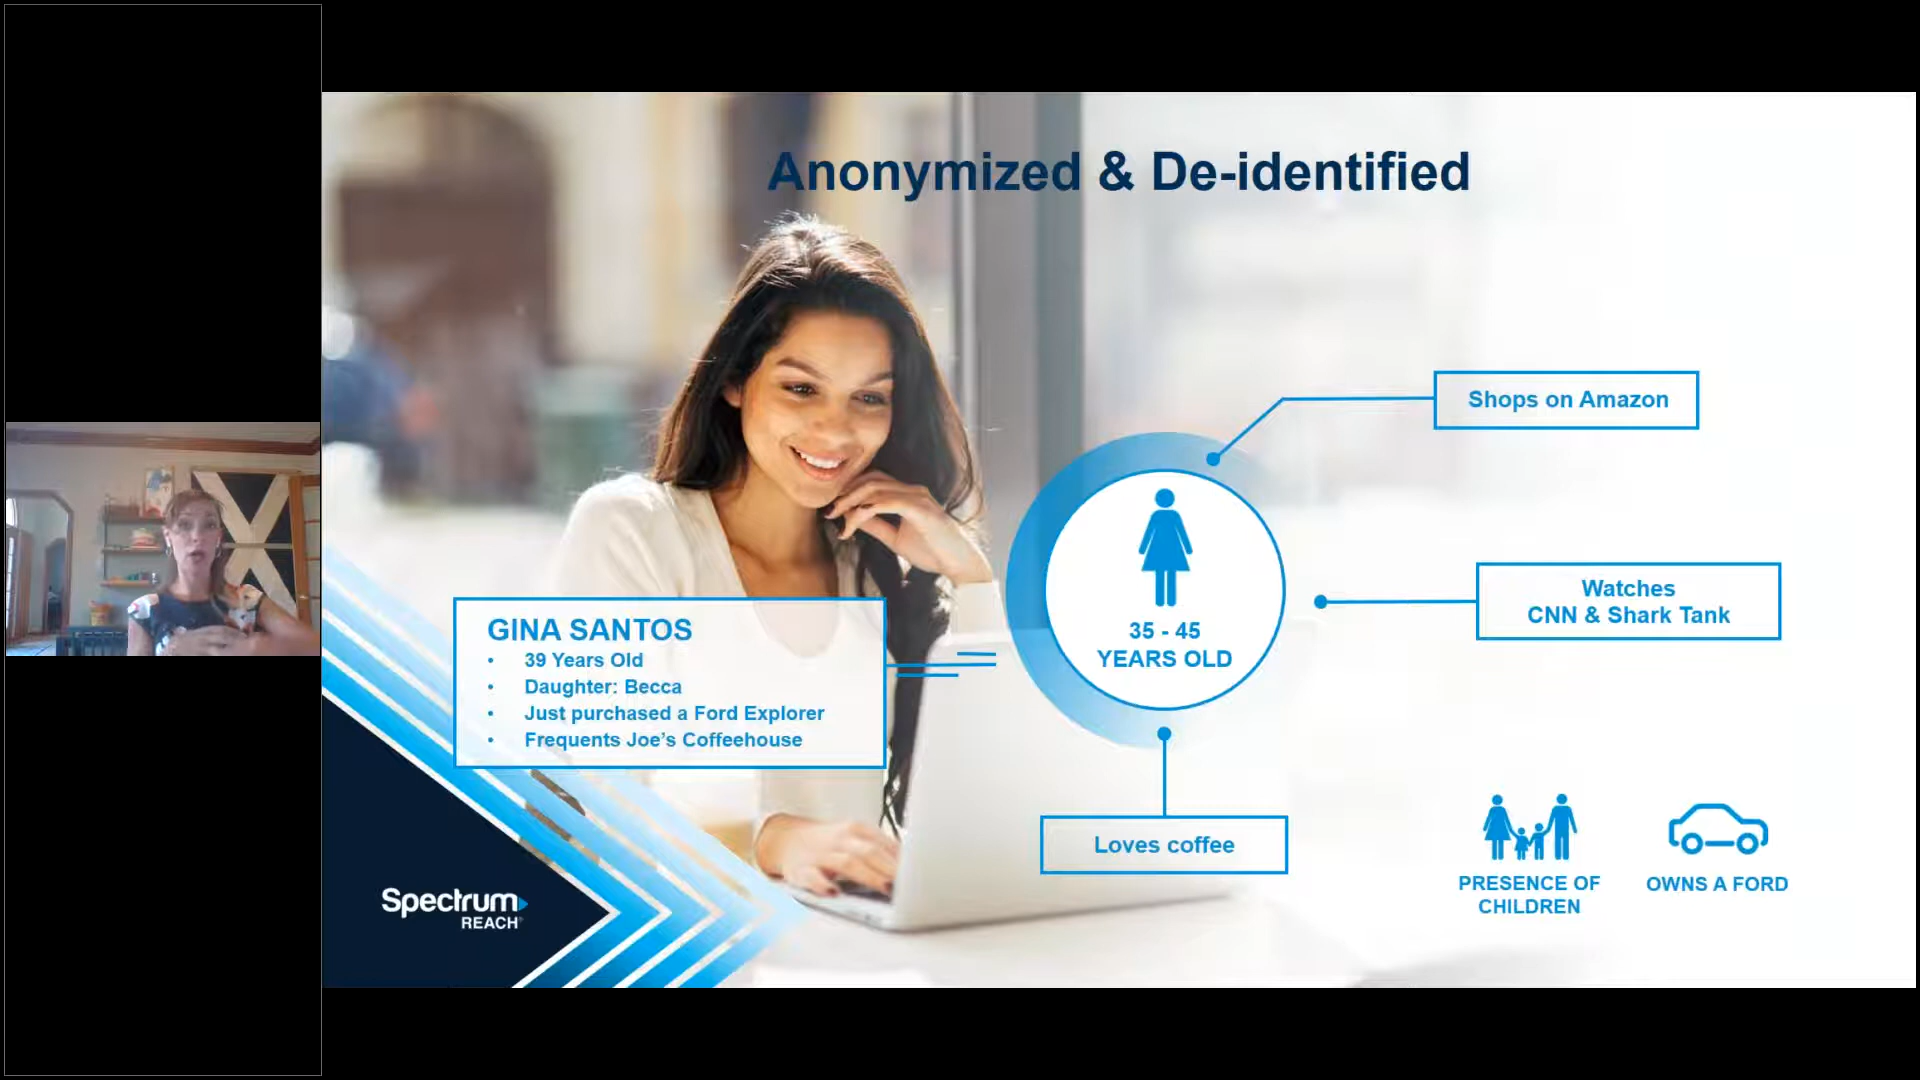 Anonymized & De-identified
Shops on Amazon
Watches
CNN & Shark Tank
35 - 45
YEARS OLD
GINA SANTOS
• 39 Years Old
• Daughter: Becca
• Just purchased a Ford Explorer
• Frequents Joe’s Coffeehouse
Loves coffee
PRESENCE OF
CHILDREN
OWNS A FORD
Spectrum
REACH